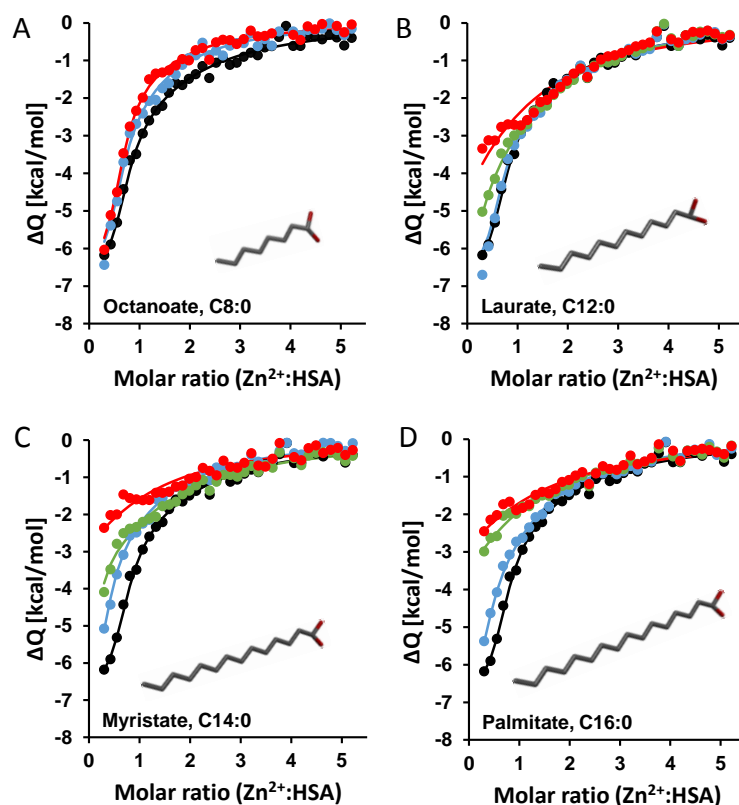 A
ΔQ [kcal/mol]
0
-1
-2
-3
-4
-5
-6
-7
-8
Octanoate, C8:0
0 1 2 3 4 5
Molar ratio (Zn²⁺:HSA)
B
ΔQ [kcal/mol]
0
-1
-2
-3
-4
-5
-6
-7
-8
Laurate, C12:0
0 1 2 3 4 5
Molar ratio (Zn²⁺:HSA)
C
ΔQ [kcal/mol]
0
-1
-2
-3
-4
-5
-6
-7
-8
Myristate, C14:0
0 1 2 3 4 5
Molar ratio (Zn²⁺:HSA)
D
ΔQ [kcal/mol]
0
-1
-2
-3
-4
-5
-6
-7
-8
Palmitate, C16:0
0 1 2 3 4 5
Molar ratio (Zn²⁺:HSA)